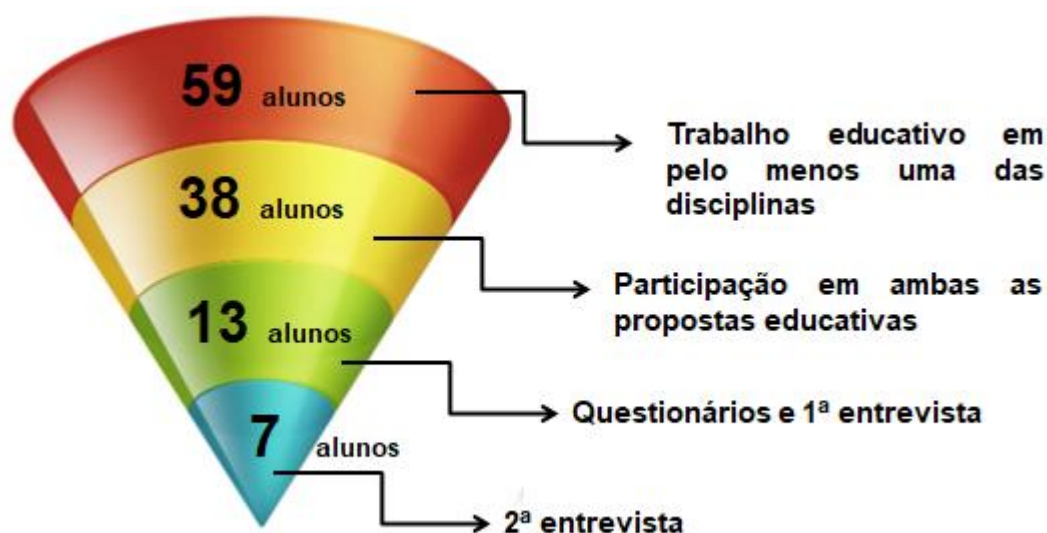 59 alunos
Trabalho educativo em
pelo menos uma das
disciplinas
38 alunos
Participação em ambas as
propostas educativas
13 alunos
Questionários e 1ª entrevista
7 alunos
2ª entrevista